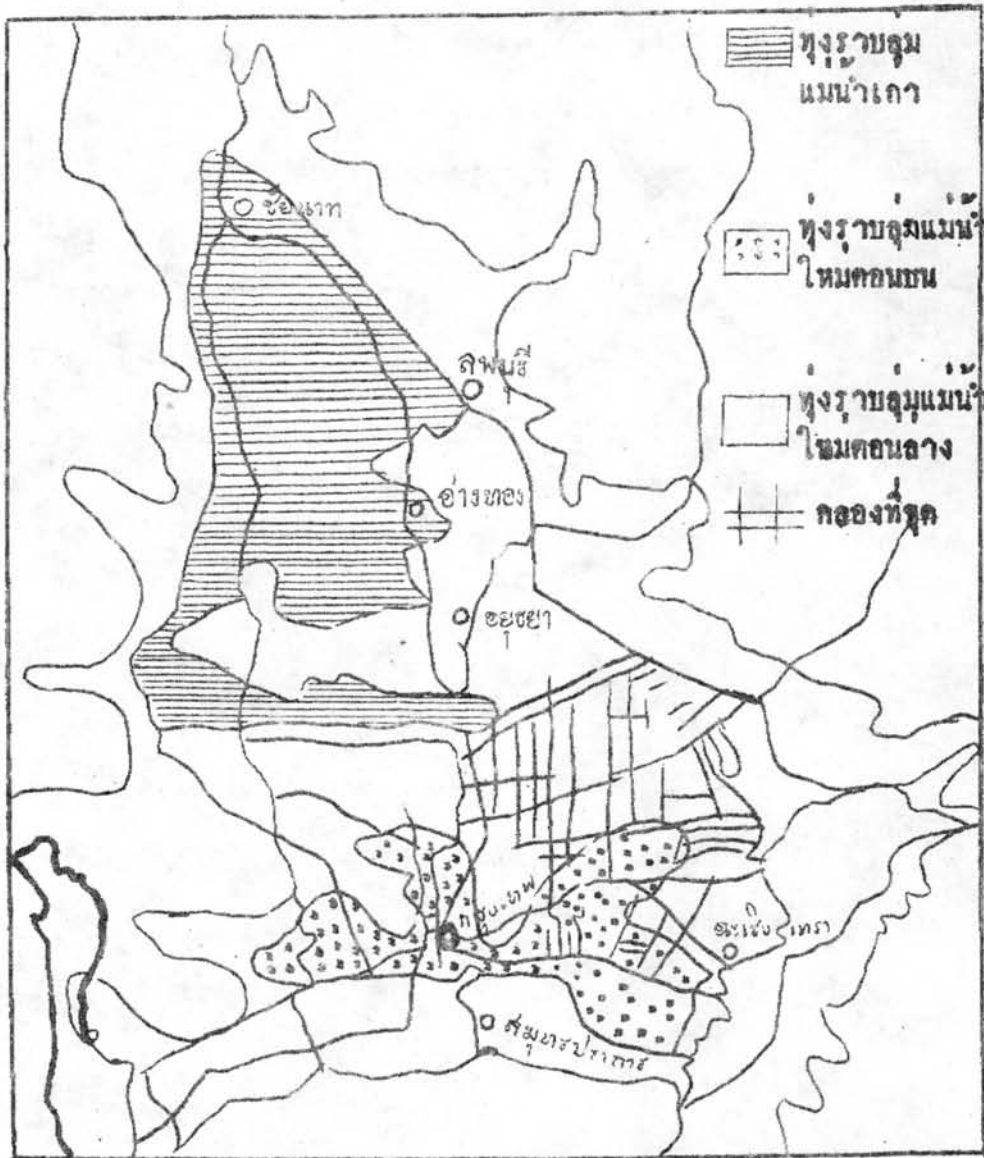 ทุ่งราบลุ่ม
แม่น้ำเกา
ทุ่งราบลุ่มแม่น้ำ
ใหมตอนบน
ทุ่งราบลุ่มแม่น้ำ
ใหมตอนลาง
คลองที่ขุด
ชัยนาท
ลพบุรี
อ่างทอง
อยุธยา
กรุงเทพ
ฉะเชิงเทรา
สมุทรปราการ